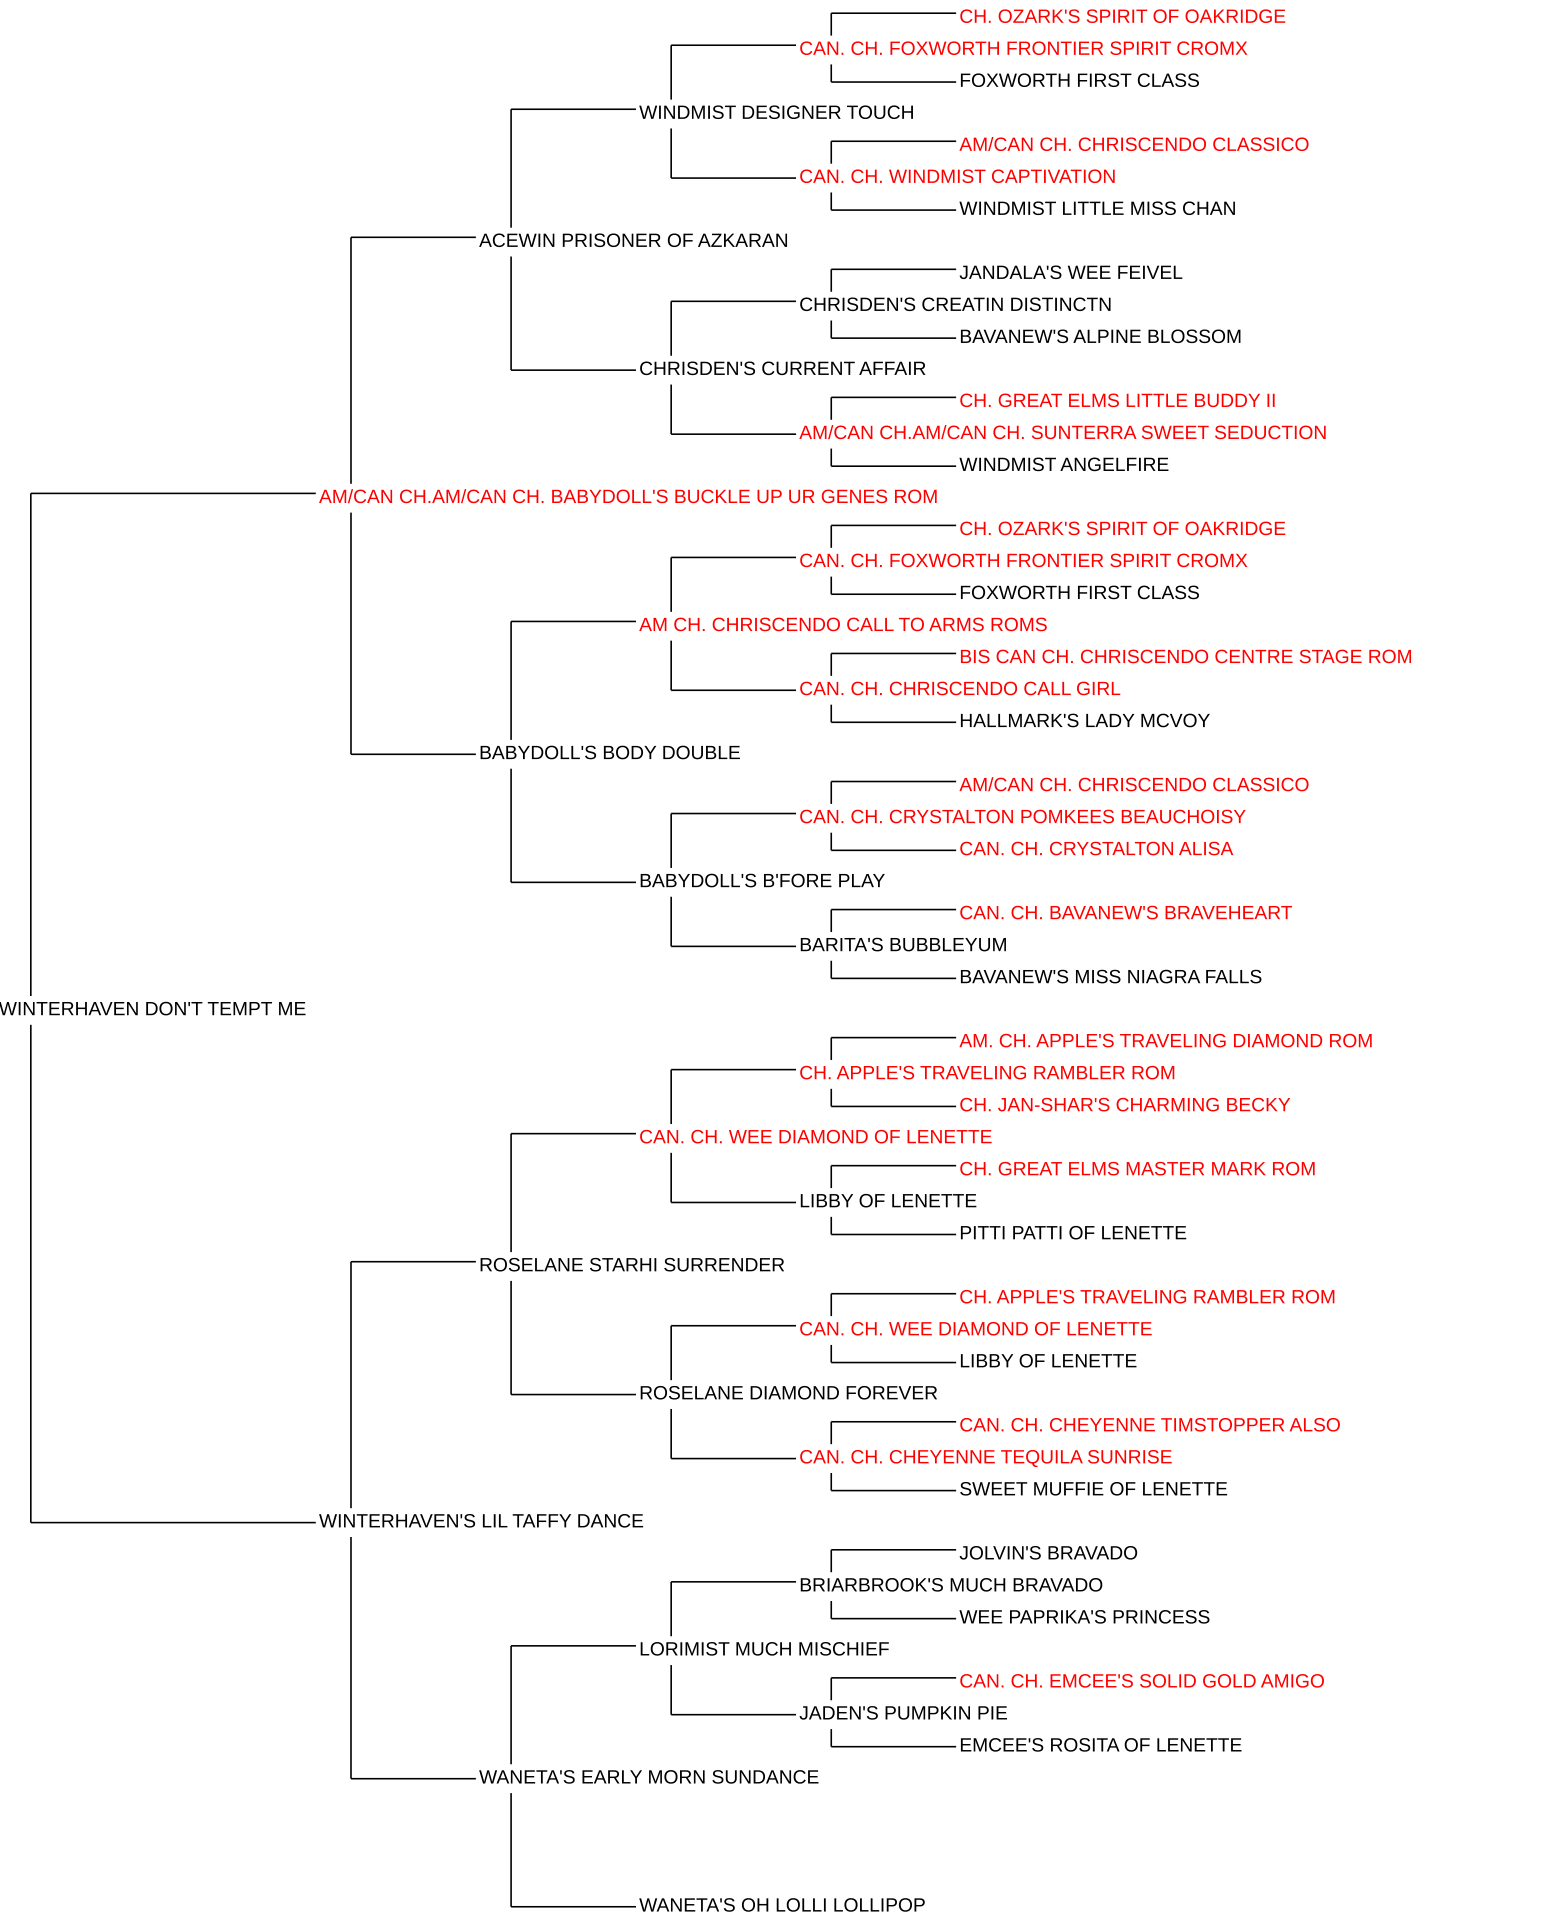 CH. OZARK'S SPIRIT OF OAKRIDGE
CAN. CH. FOXWORTH FRONTIER SPIRIT CROMX
FOXWORTH FIRST CLASS
WINDMIST DESIGNER TOUCH
AM/CAN CH. CHRISCENDO CLASSICO
CAN. CH. WINDMIST CAPTIVATION
WINDMIST LITTLE MISS CHAN
ACEWIN PRISONER OF AZKARAN
JANDALA'S WEE FEIVEL
CHRISDEN'S CREATIN DISTINCTN
BAVANEW'S ALPINE BLOSSOM
CHRISDEN'S CURRENT AFFAIR
CH. GREAT ELMS LITTLE BUDDY II
AM/CAN CH.AM/CAN CH. SUNTERRA SWEET SEDUCTION
WINDMIST ANGELFIRE
AM/CAN CH.AM/CAN CH. BABYDOLL'S BUCKLE UP UR GENES ROM
CH. OZARK'S SPIRIT OF OAKRIDGE
CAN. CH. FOXWORTH FRONTIER SPIRIT CROMX
FOXWORTH FIRST CLASS
AM CH. CHRISCENDO CALL TO ARMS ROMS
BIS CAN CH. CHRISCENDO CENTRE STAGE ROM
CAN. CH. CHRISCENDO CALL GIRL
HALLMARK'S LADY MCVOY
BABYDOLL'S BODY DOUBLE
AM/CAN CH. CHRISCENDO CLASSICO
CAN. CH. CRYSTALTON POMKEES BEAUCHOISY
CAN. CH. CRYSTALTON ALISA
BABYDOLL'S B'FORE PLAY
CAN. CH. BAVANEW'S BRAVEHEART
BARITA'S BUBBLEYUM
BAVANEW'S MISS NIAGRA FALLS
WINTERHAVEN DON'T TEMPT ME
AM. CH. APPLE'S TRAVELING DIAMOND ROM
CH. APPLE'S TRAVELING RAMBLER ROM
CH. JAN-SHAR'S CHARMING BECKY
CAN. CH. WEE DIAMOND OF LENETTE
CH. GREAT ELMS MASTER MARK ROM
LIBBY OF LENETTE
PITTI PATTI OF LENETTE
ROSELANE STARHI SURRENDER
CH. APPLE'S TRAVELING RAMBLER ROM
CAN. CH. WEE DIAMOND OF LENETTE
LIBBY OF LENETTE
ROSELANE DIAMOND FOREVER
CAN. CH. CHEYENNE TIMSTOPPER ALSO
CAN. CH. CHEYENNE TEQUILA SUNRISE
SWEET MUFFIE OF LENETTE
WINTERHAVEN'S LIL TAFFY DANCE
JOLVIN'S BRAVADO
BRIARBROOK'S MUCH BRAVADO
WEE PAPRIKA'S PRINCESS
LORIMIST MUCH MISCHIEF
CAN. CH. EMCEE'S SOLID GOLD AMIGO
JADEN'S PUMPKIN PIE
EMCEE'S ROSITA OF LENETTE
WANETA'S EARLY MORN SUNDANCE
WANETA'S OH LOLLI LOLLIPOP